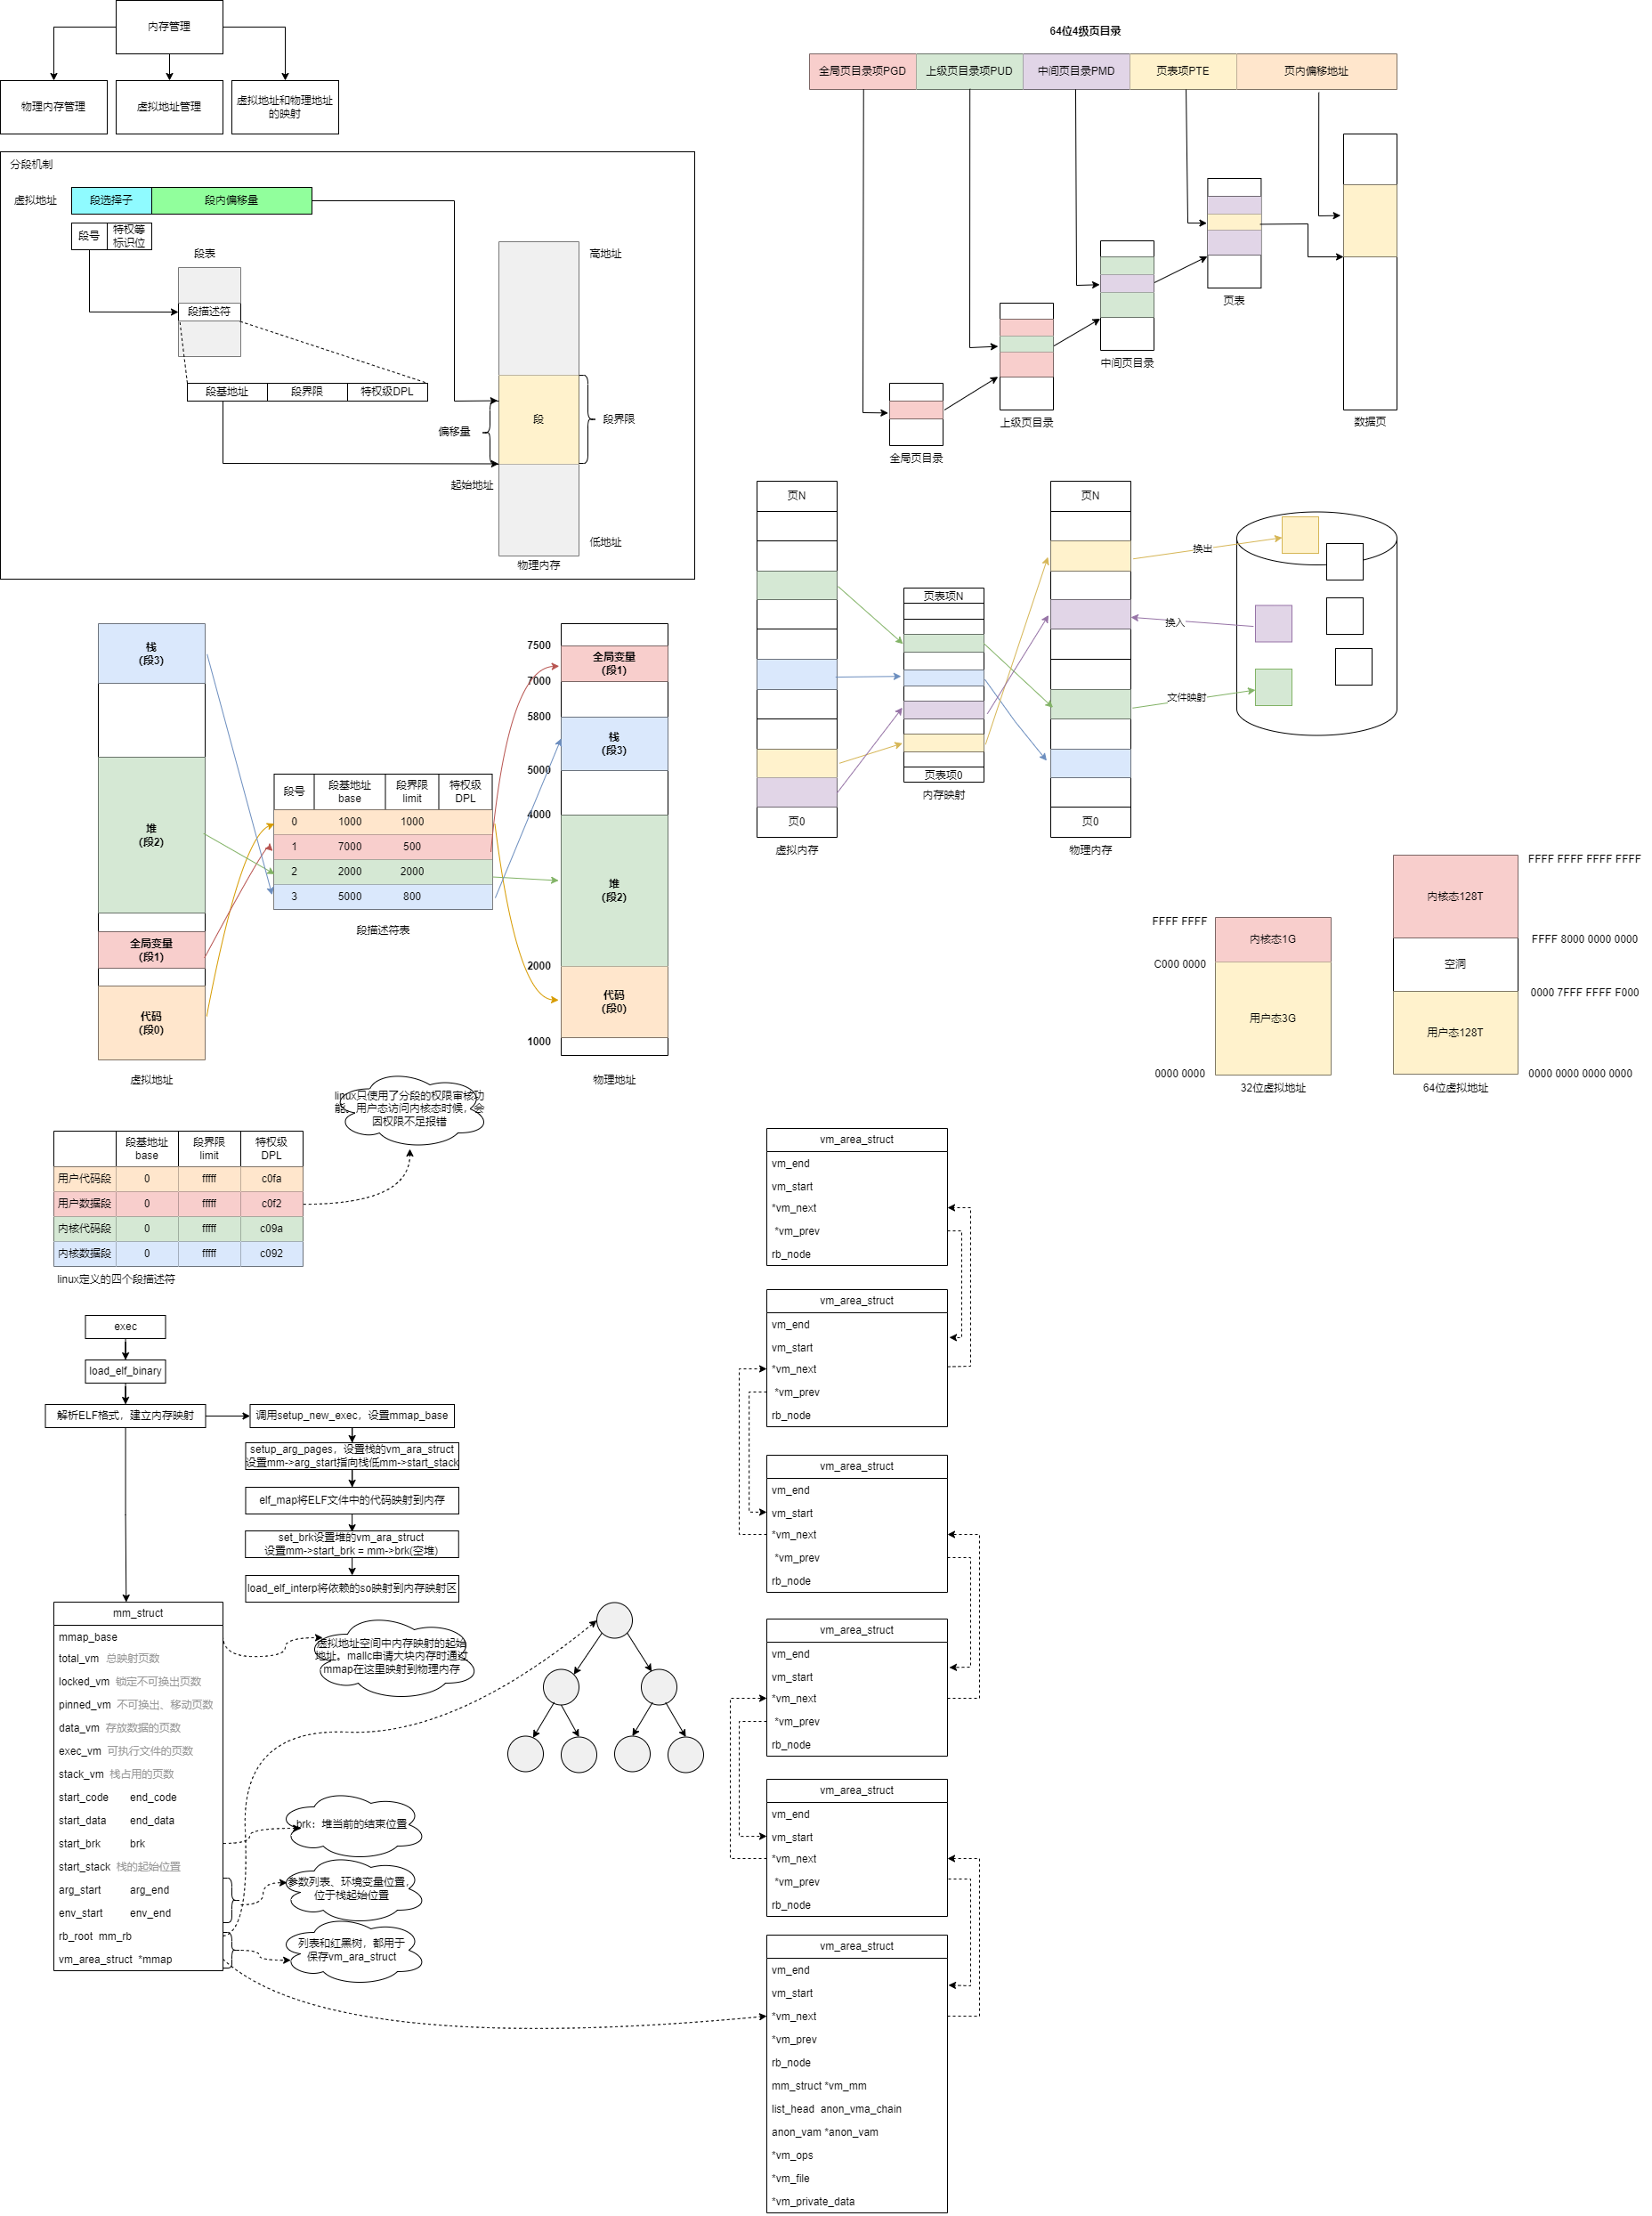 内存管理
物理内存管理
虚拟地址管理
虚拟地址和物理地址
的映射
分段机制
虚拟地址
段选择子
段内偏移量
段号
特权等
标识位
段表
段描述符
段基地址
段界限
特权级DPL
高地址
段
段界限
偏移量
起始地址
低地址
物理内存
64位4级页目录
全局页目录项PGD
上级页目录项PUD
中间页目录PMD
页表项PTE
页内偏移地址
页表
中间页目录
上级页目录
数据页
全局页目录
页N
页N
换出
页表项N
换入
文件映射
页表项0
内存映射
页0
虚拟内存
页0
物理内存
栈
(段3)
堆
(段2)
全局变量
(段1)
代码
(段0)
虚拟地址
段号
段基地址
base
段界限
limit
特权级
DPL
0 1000 1000
1 7000 500
2 2000 2000
3 5000 800
段描述符表
7500
全局变量
(段1)
7000
5800
栈
(段3)
5000
4000
堆
(段2)
2000
代码
(段0)
1000
物理地址
FFFF FFFF
内核态1G
C000 0000
用户态3G
0000 0000
32位虚拟地址
FFFF FFFF FFFF FFFF
内核态128T
FFFF 8000 0000 0000
空洞
0000 7FFF FFFF F000
用户态128T
0000 0000 0000 0000
64位虚拟地址
linux只使用了分段的权限审核功
能。用户态访问内核态时候，会
因权限不足报错
段基地址
base
段界限
limit
特权级
DPL
用户代码段 0 fffff c0fa
用户数据段 0 fffff c0f2
内核代码段 0 fffff c09a
内核数据段 0 fffff c092
linux定义的四个段描述符
exec
load_elf_binary
解析ELF格式，建立内存映射
调用setup_new_exec，设置mmap_base
setup_arg_pages，设置栈的vm_ara_struct
设置mm->arg_start指向栈低mm->start_stack
elf_map将ELF文件中的代码映射到内存
set_brk设置堆的vm_ara_struct
设置mm->start_brk = mm->brk(空堆)
load_elf_interp将依赖的so映射到内存映射区
mm_struct
mmap_base
total_vm 总映射页数
locked_vm 锁定不可换出页数
pinned_vm 不可换出、移动页数
data_vm 存放数据的页数
exec_vm 可执行文件的页数
stack_vm 栈占用的页数
start_code end_code
start_data end_data
start_brk brk
start_stack 栈的起始位置
arg_start arg_end
env_start env_end
rb_root mm_rb
vm_area_struct *mmap
虚拟地址空间中内存映射的起始
地址。mallc申请大块内存时通过
mmap在这里映射到物理内存
brk：堆当前的结束位置
参数列表、环境变量位置，
位于栈起始位置
列表和红黑树，都用于
保存vm_ara_struct
vm_area_struct
vm_end
vm_start
*vm_next
*vm_prev
rb_node
vm_area_struct
vm_end
vm_start
*vm_next
*vm_prev
rb_node
vm_area_struct
vm_end
vm_start
*vm_next
*vm_prev
rb_node
vm_area_struct
vm_end
vm_start
*vm_next
*vm_prev
rb_node
vm_area_struct
vm_end
vm_start
*vm_next
*vm_prev
rb_node
vm_area_struct
vm_end
vm_start
*vm_next
*vm_prev
rb_node
mm_struct *vm_mm
list_head anon_vma_chain
anon_vam *anon_vam
*vm_ops
*vm_file
*vm_private_data